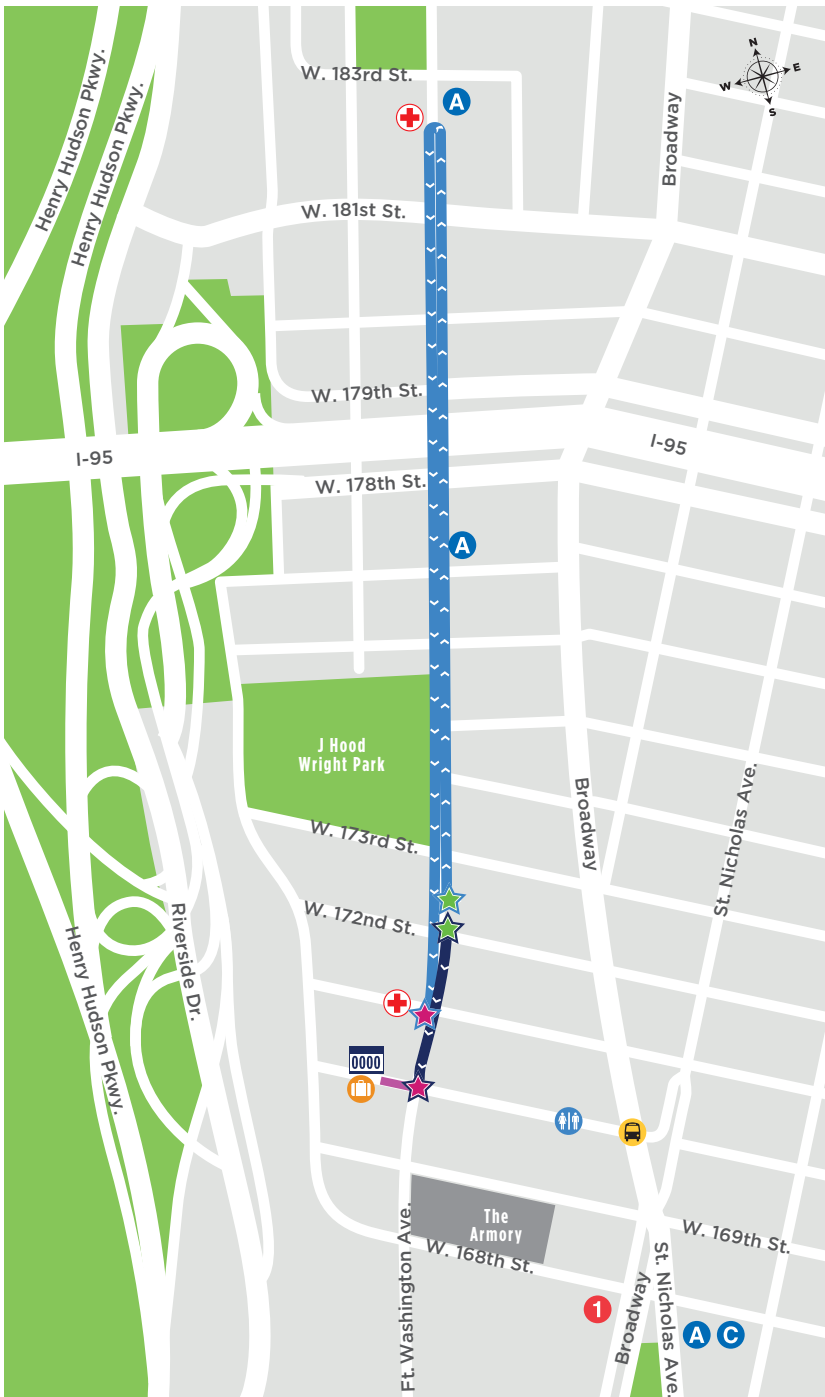 Henry Hudson Pkwy.
Henry Hudson Pkwy.
W. 183rd St.
A
N
E
W
S
Broadway
W. 181st St.
W. 179th St.
I-95
I-95
W. 178th St.
A
J Hood
Wright Park
W. 173rd St.
Broadway
St. Nicholas Ave.
W. 172nd St.
Riverside Dr.
Henry Hudson Pkwy.
0000
The
Armory
W. 169th St.
W. 168th St.
Ft. Washington Ave.
1
Broadway
St. Nicholas Ave.
A
C